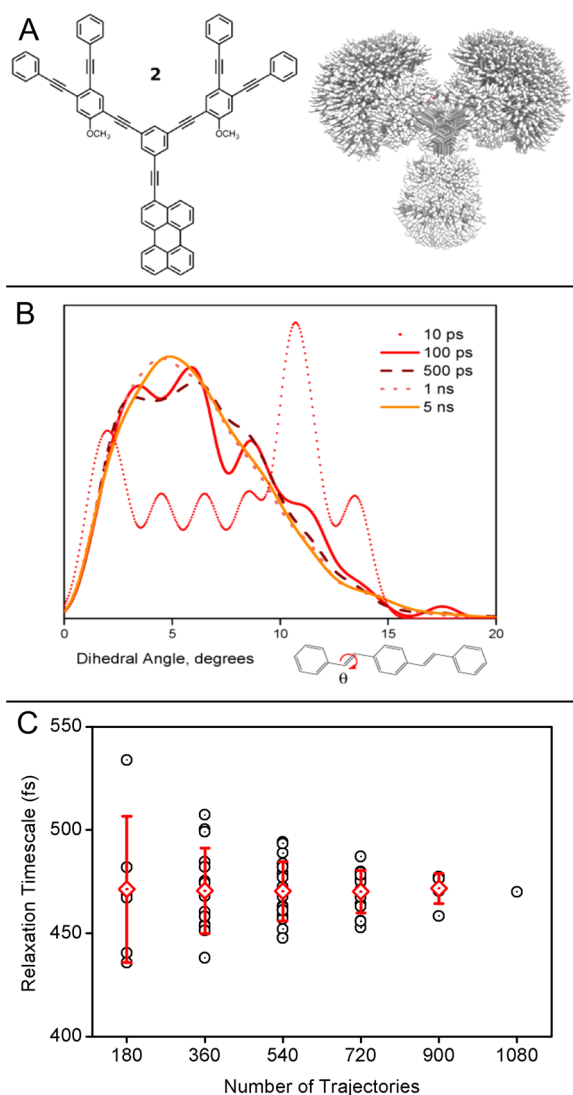 A
2
OCH3
OCH3
B
10 ps
100 ps
500 ps
1 ns
5 ns
0
5
10
15
20
Dihedral Angle, degrees
θ
C
Relaxation Timescale (fs)
550
500
450
400
180
360
540
720
900
1080
Number of Trajectories